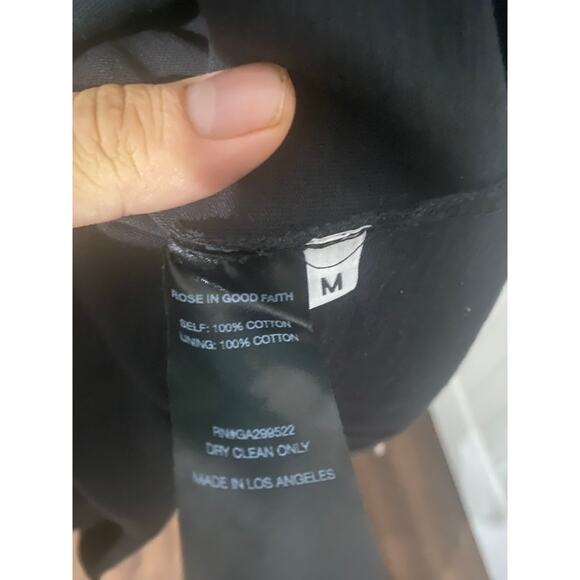 M
ROSE IN GOOD FAITH
SELF: 100% COTTON
LINING: 100% COTTON
RN#GA299522
DRY CLEAN ONLY
MADE IN LOS ANGELES